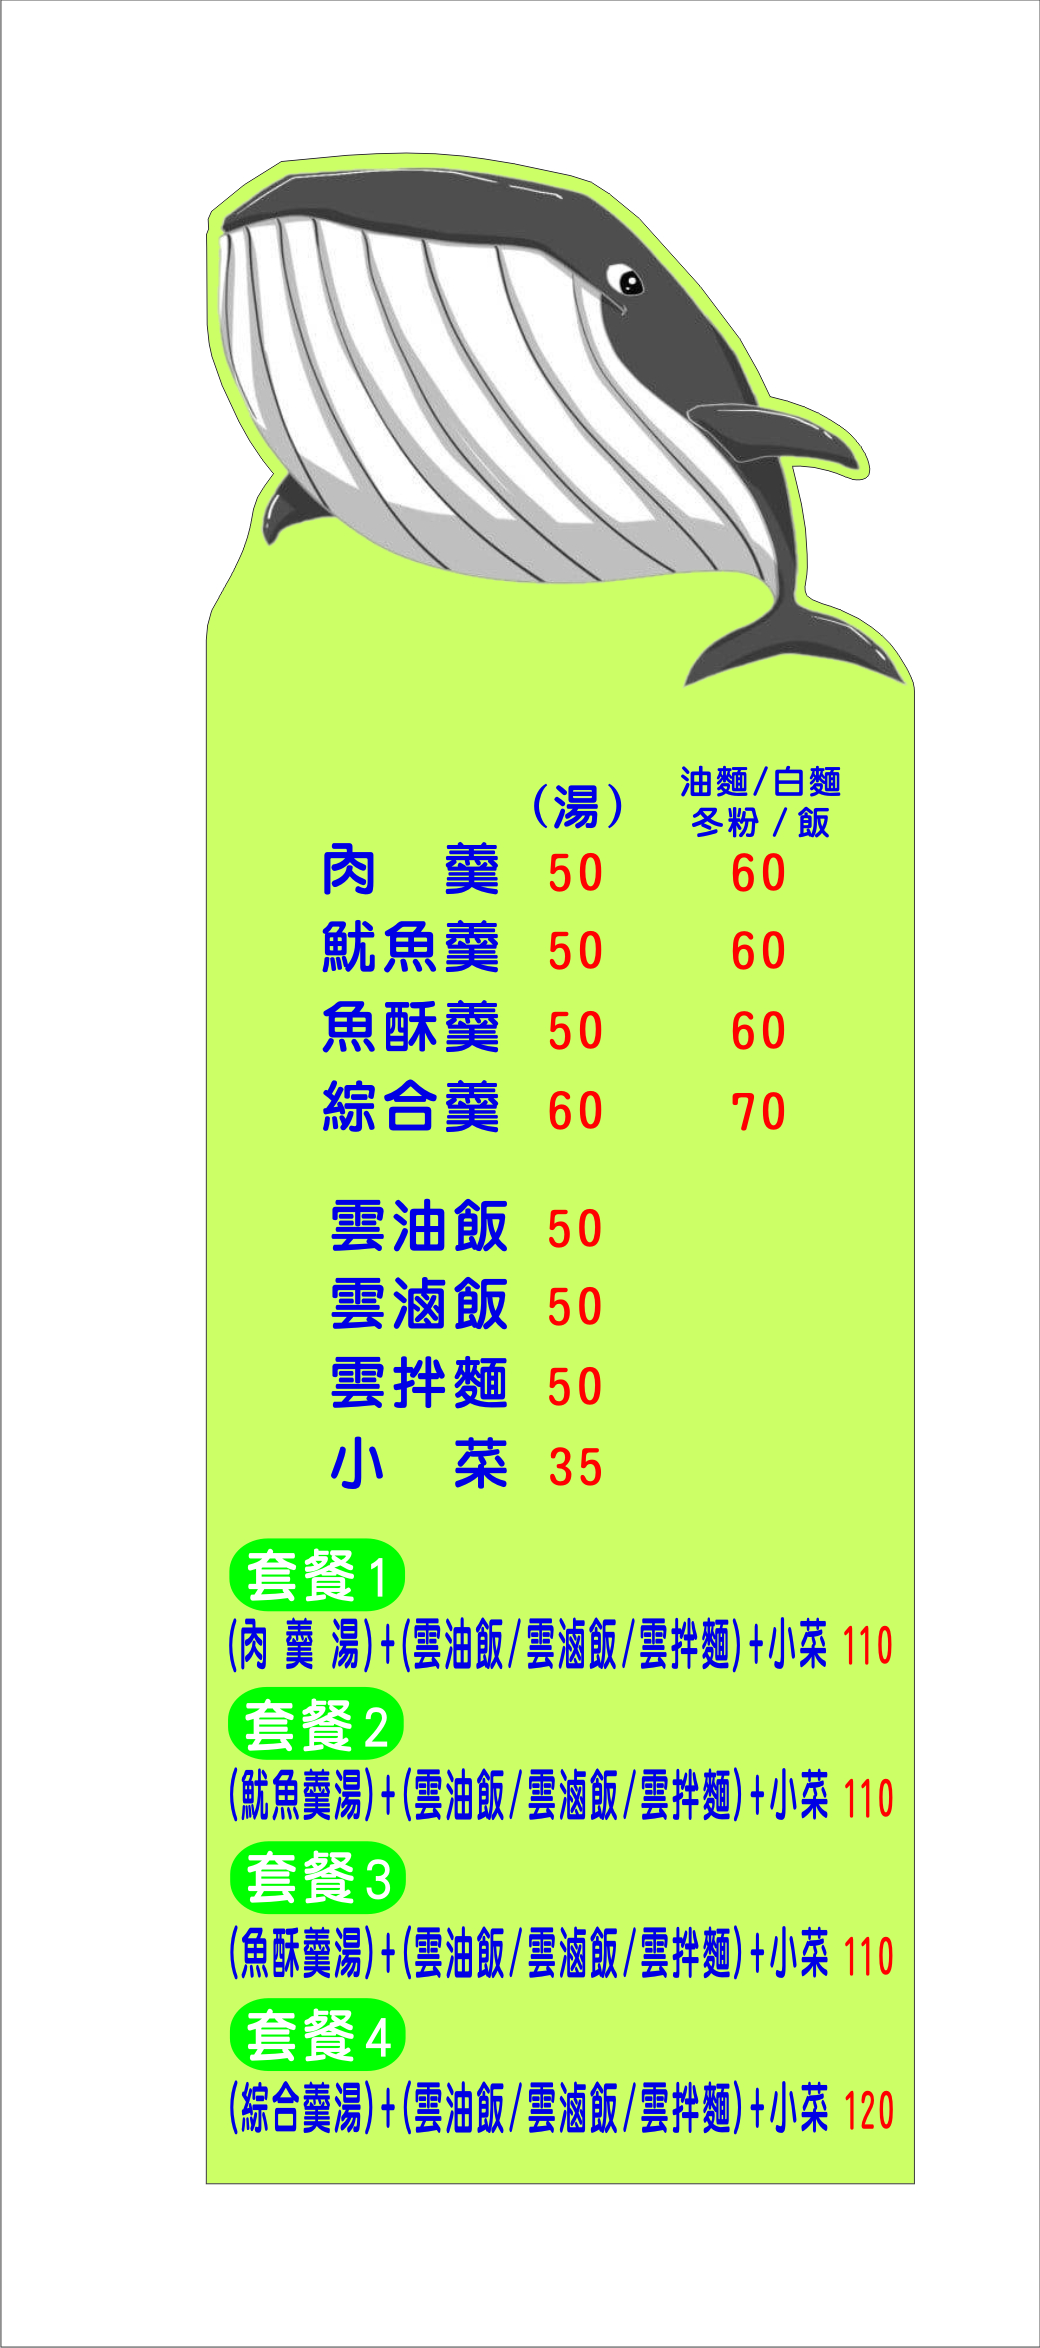 (湯) 油麵/白麵
冬粉 / 飯
肉 羹 50 60
魷魚羹 50 60
魚酥羹 50 60
綜合羹 60 70
雲油飯 50
雲滷飯 50
雲拌麵 50
小 菜 35
套餐1
(肉 羹 湯)+(雲油飯/雲滷飯/雲拌麵)+小菜 110
套餐2
(魷魚羹湯)+(雲油飯/雲滷飯/雲拌麵)+小菜 110
套餐3
(魚酥羹湯)+(雲油飯/雲滷飯/雲拌麵)+小菜 110
套餐4
(綜合羹湯)+(雲油飯/雲滷飯/雲拌麵)+小菜 120